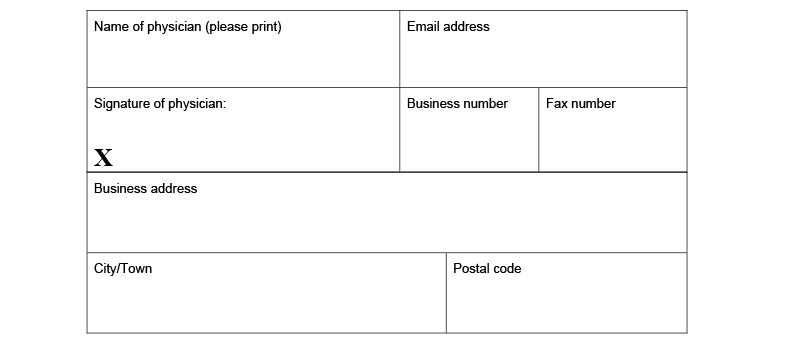 Name of physician (please print)
Email address
Signature of physician:
Business number
Fax number
X
Business address
City/Town
Postal code